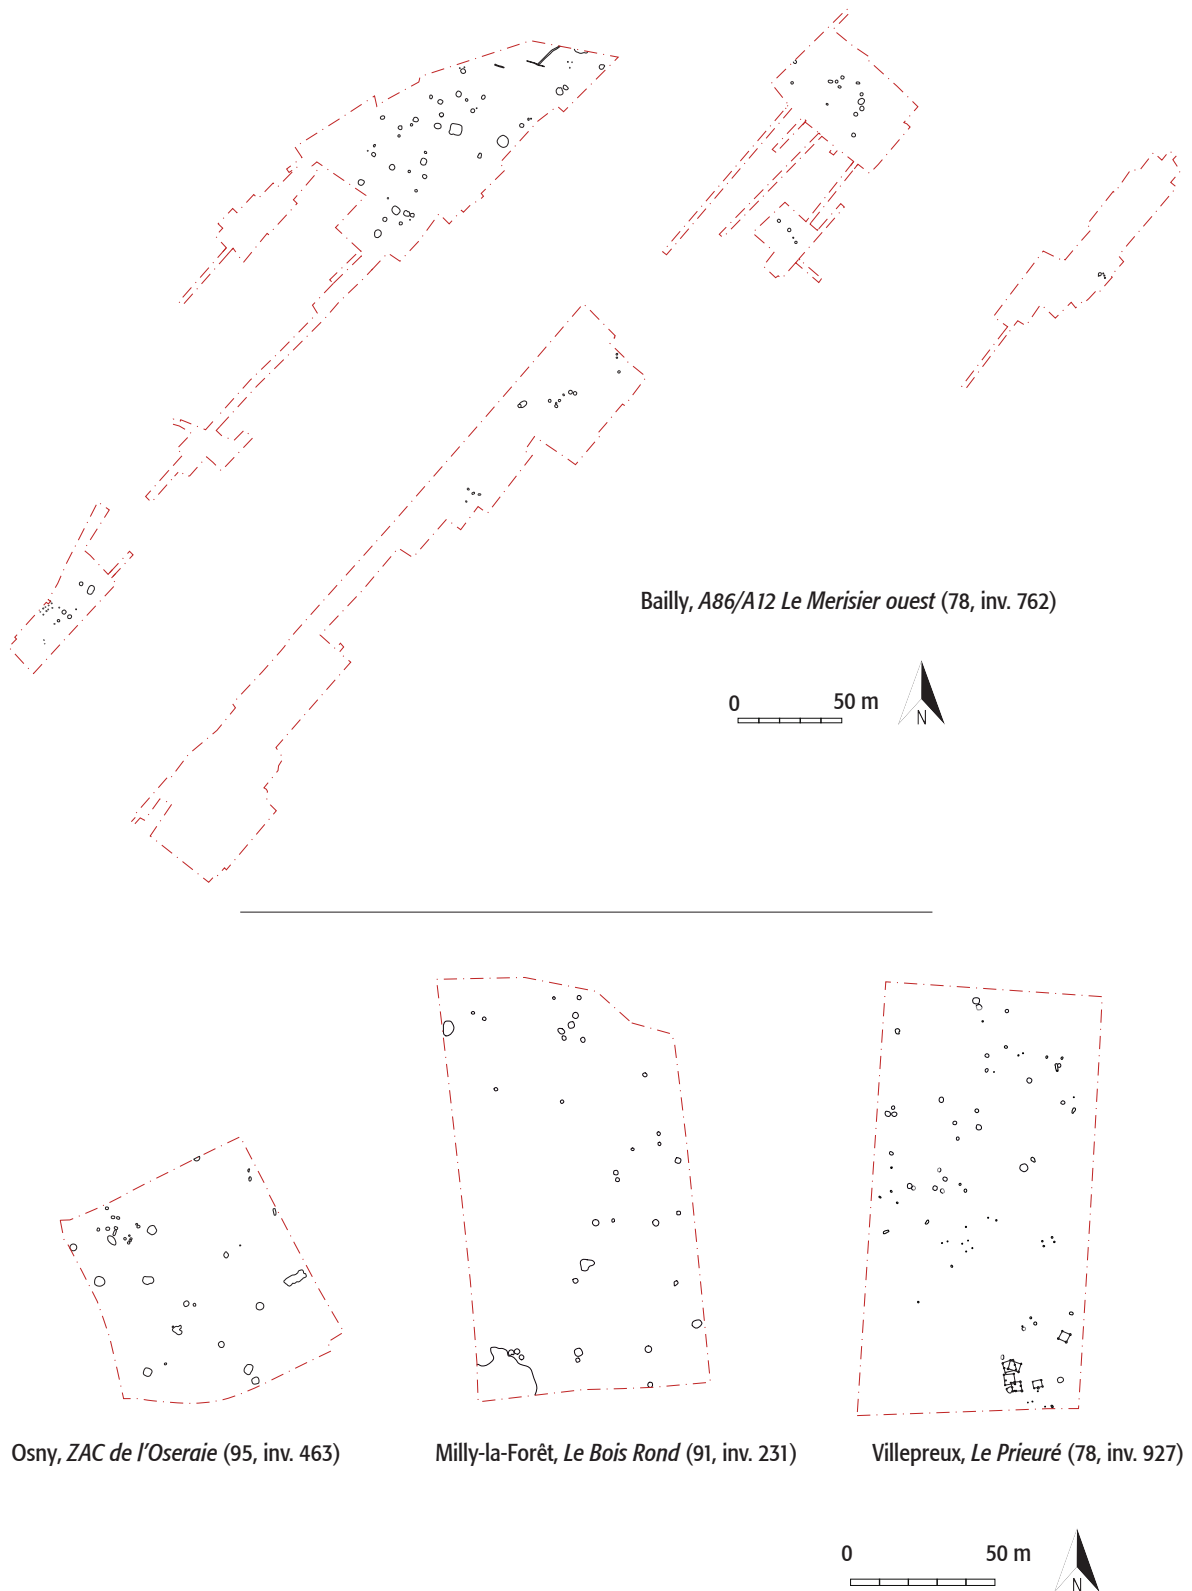 Bailly, A86/A12 Le Merisier ouest (78, inv. 762)
0 50 m
N
Osny, ZAC de l'Oseraie (95, inv. 463)
Milly-la-Forêt, Le Bois Rond (91, inv. 231)
Villepreux, Le Prieuré (78, inv. 927)
0 50 m
N